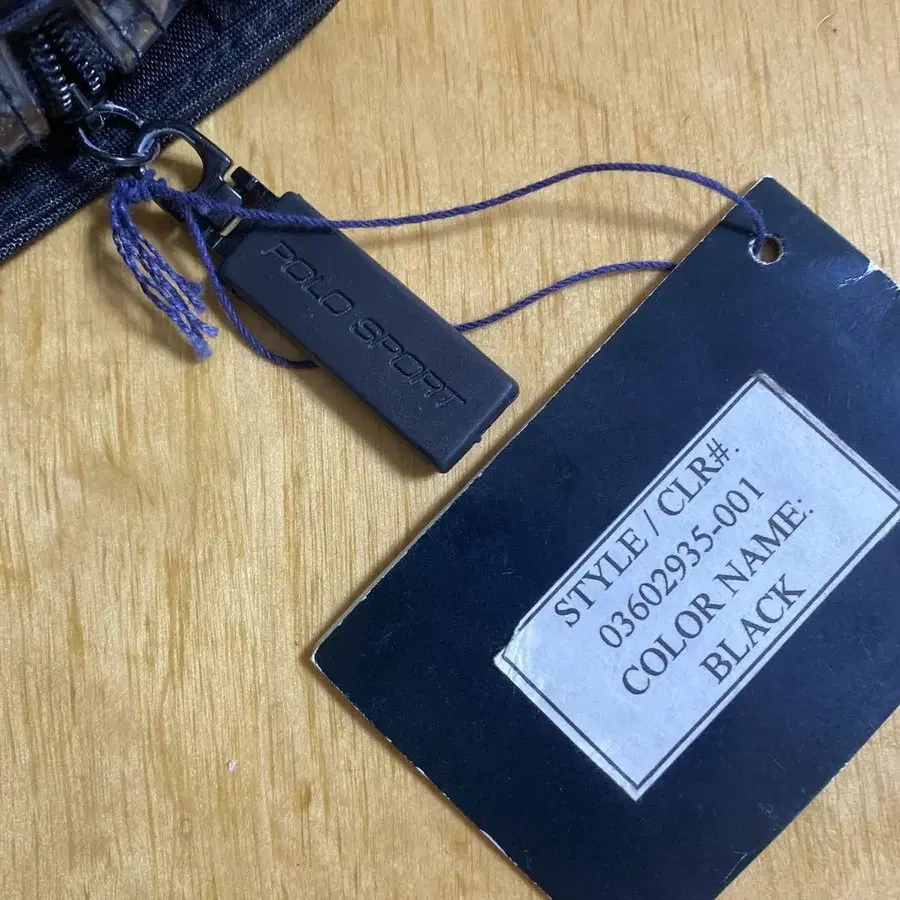 POLO SPORT
STYLE / CLR#.
03602935-001
COLOR NAME:
BLACK